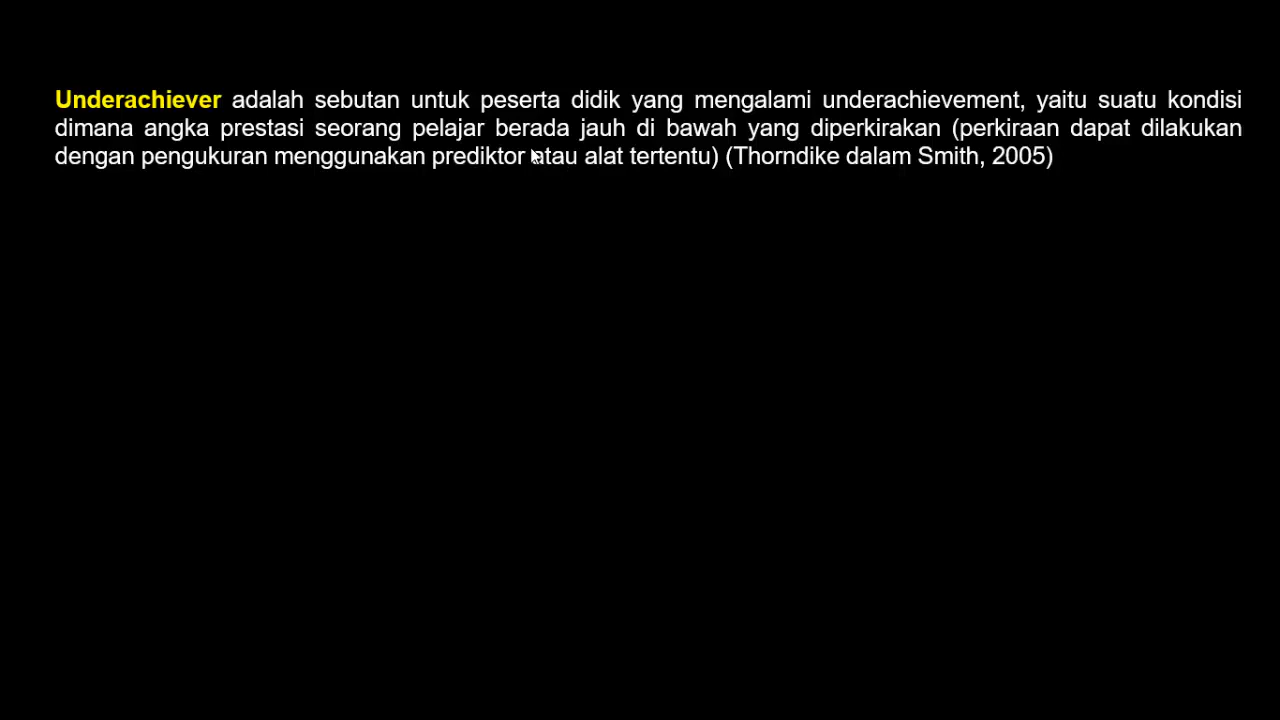 Underachiever adalah sebutan untuk peserta didik yang mengalami underachievement, yaitu suatu kondisi
dimana angka prestasi seorang pelajar berada jauh di bawah yang diperkirakan (perkiraan dapat dilakukan
dengan pengukuran menggunakan prediktor atau alat tertentu) (Thorndike dalam Smith, 2005)